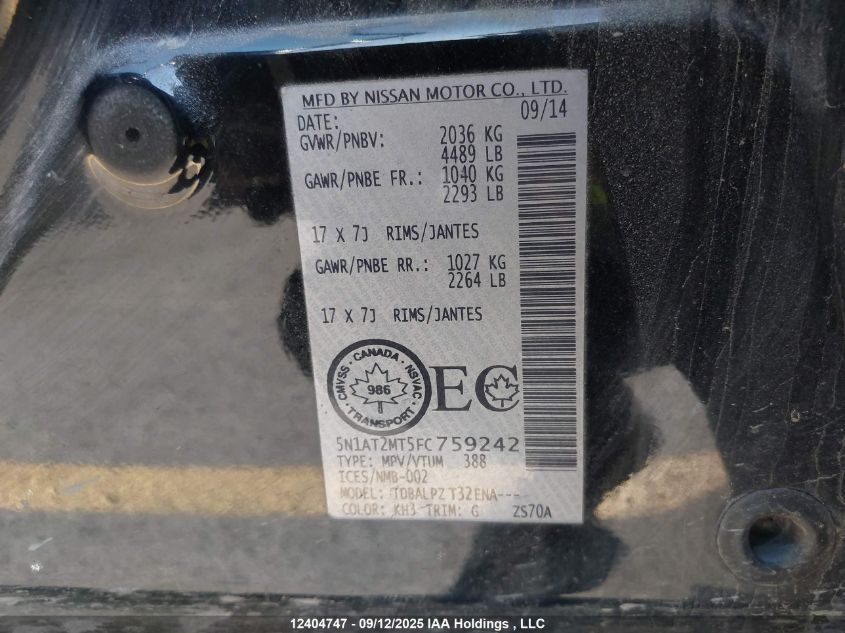 MFD BY NISSAN MOTOR CO., LTD.
DATE: 09/14
GVWR/PNBV: 2036 KG
4489 LB
GAWR/PNBE FR.: 1040 KG
2293 LB
17 X 7J RIMS/JANTES
GAWR/PNBE RR.: 1027 KG
2264 LB
17 X 7J RIMS/JANTES
CMVSS · CANADA · NSVAC
986
TRANSPORT
EC
5N1AT2MT5FC759242
TYPE: MPV/VTUM 388
ICES/NMB-002
MODEL: TDBALPZ T32ENA---
COLOR: KH3 TRIM: G ZS70A
12404747 - 09/12/2025 IAA Holdings , LLC